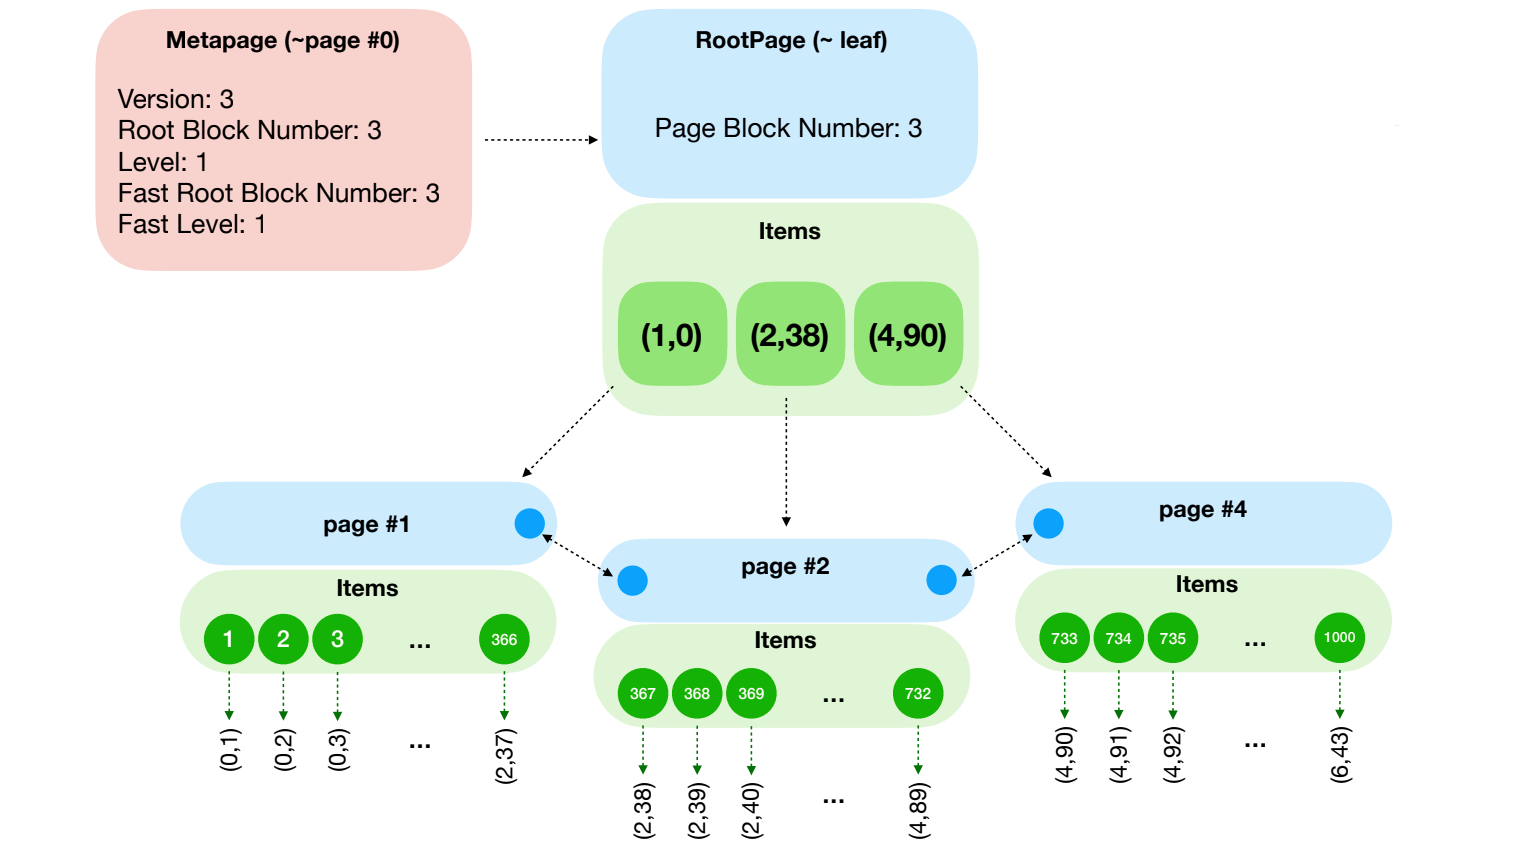 Metapage (~page #0)
Version: 3
Root Block Number: 3
Level: 1
Fast Root Block Number: 3
Fast Level: 1
RootPage (~ leaf)
Page Block Number: 3
Items
(1,0)
(2,38)
(4,90)
page #1
Items
1
2
3
...
366
(0,1)
(0,2)
(0,3)
...
(2,37)
page #2
Items
367
368
369
...
732
(2,38)
(2,39)
(2,40)
...
(4,89)
page #4
Items
733
734
735
...
1000
(4,90)
(4,91)
(4,92)
...
(6,43)